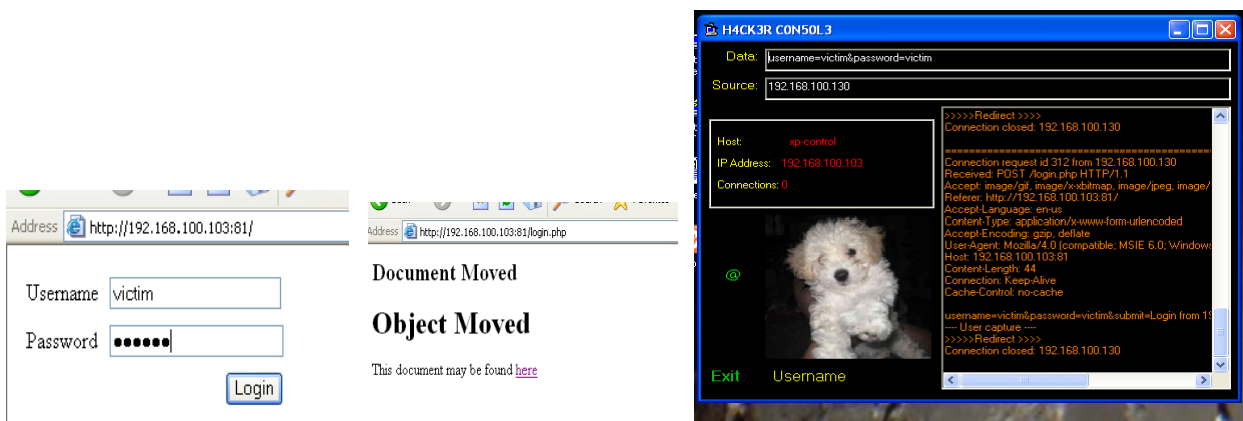 Address http://192.168.100.103:81/
Username victim
Password ●●●●●●
Login
Address http://192.168.100.103:81/login.php
Document Moved
Object Moved
This document may be found here
H4CK3R C0N50L3
Data: username=victim&password=victim
Source: 192.168.100.130
Host: xp-control
IP Address: 192.168.100.103
Connections: 0
@
Exit Username
>>>>>Redirect >>>>
Connection closed: 192.168.100.130
==================================================
Connection request id 312 from 192.168.100.130
Received: POST /login.php HTTP/1.1
Accept: image/gif, image/x-xbitmap, image/jpeg, image/
Referer: http://192.168.100.103:81/
Accept-Language: en-us
Content-Type: application/x-www-form-urlencoded
Accept-Encoding: gzip, deflate
User-Agent: Mozilla/4.0 (compatible; MSIE 6.0; Windows
Host: 192.168.100.103:81
Content-Length: 44
Connection: Keep-Alive
Cache-Control: no-cache
username=victim&password=victim&submit=Login from 19
---- User capture ----
>>>>>Redirect >>>>
Connection closed: 192.168.100.130